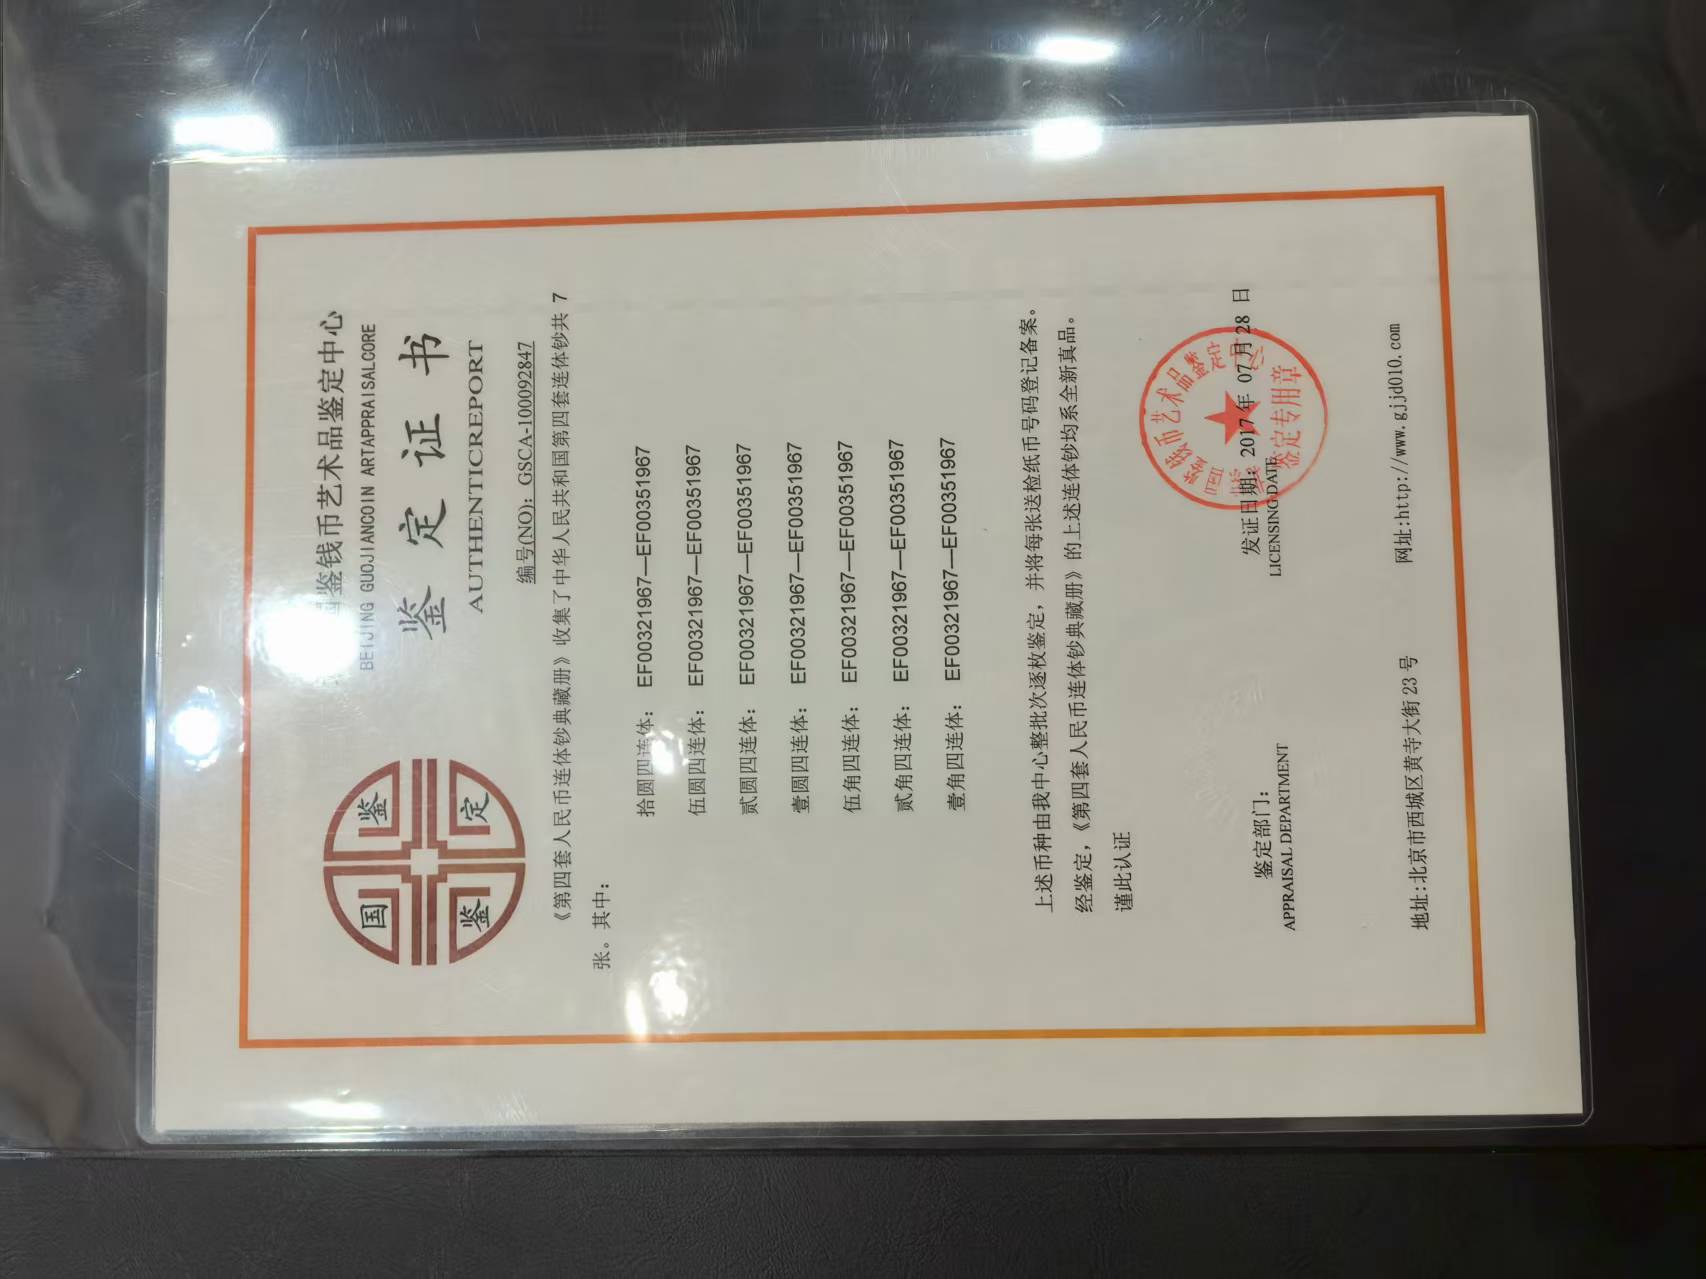 国鉴
鉴定
国鉴钱币艺术品鉴定中心
BEIJING GUOJIANCOIN ARTAPPRAISALCORE
鉴定证书
AUTHENTICREPORT
编号(NO): GSCA-100092847
《第四套人民币连体钞典藏册》收集了中华人民共和国第四套连体钞共 7
张。其中:
拾圆四连体: EF00321967—EF00351967
伍圆四连体: EF00321967—EF00351967
贰圆四连体: EF00321967—EF00351967
壹圆四连体: EF00321967—EF00351967
伍角四连体: EF00321967—EF00351967
贰角四连体: EF00321967—EF00351967
壹角四连体: EF00321967—EF00351967
上述币种由我中心整批次逐枚鉴定,并将每张送检纸币号码登记备案。
经鉴定,《第四套人民币连体钞典藏册》的上述连体钞均系全新真品。
谨此认证
鉴定部门:
APPRAISAL DEPARTMENT
发证日期: 2017年 07月 28 日
LICENSING DATE
鉴定专用章
地址:北京市西城区黄寺大街 23 号
网址:http://www.gjjd010.com